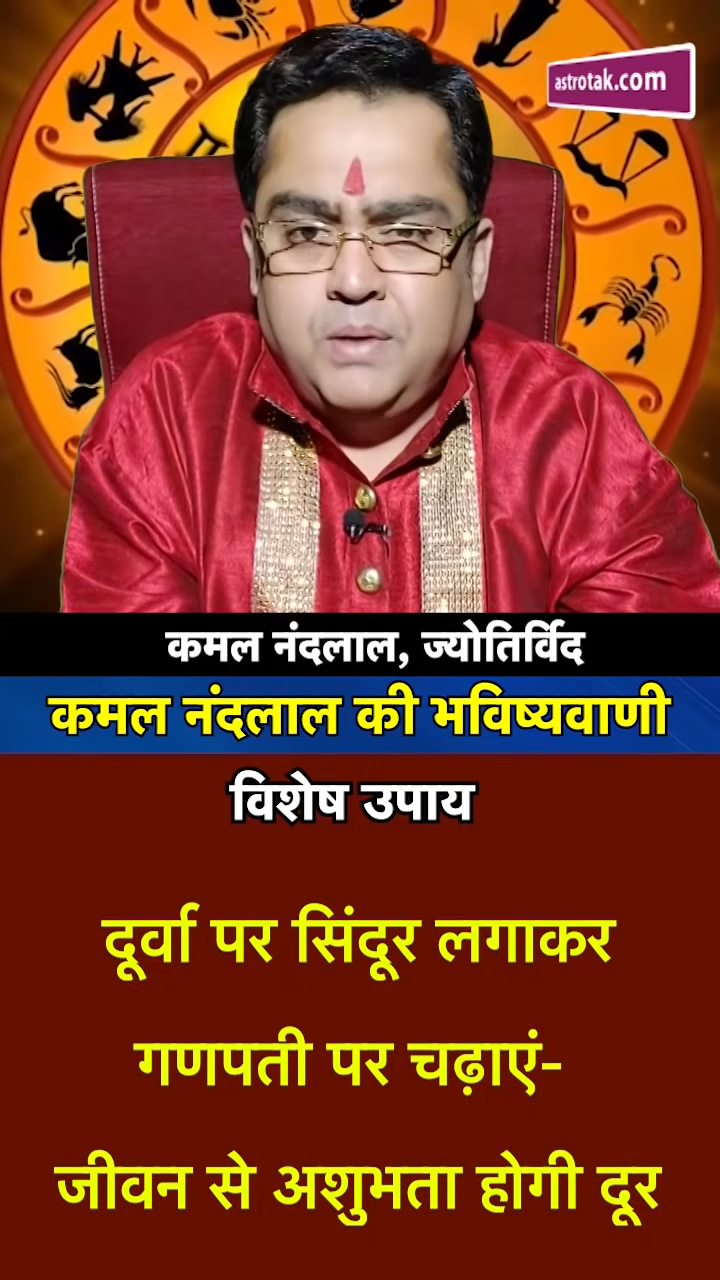 astrotak.com
कमल नंदलाल, ज्योतिर्विद
कमल नंदलाल की भविष्यवाणी
विशेष उपाय
दूर्वा पर सिंदूर लगाकर
गणपती पर चढ़ाएं-
जीवन से अशुभता होगी दूर